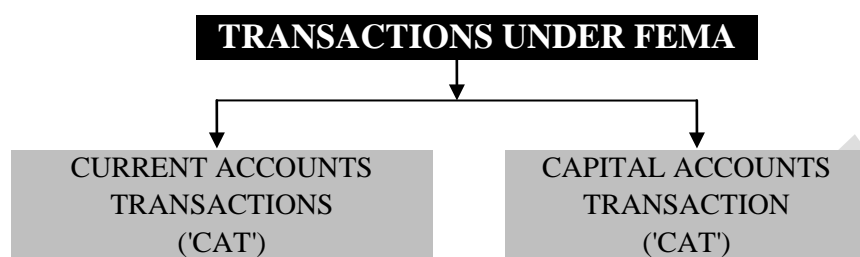 TRANSACTIONS UNDER FEMA
CURRENT ACCOUNTS
TRANSACTIONS
('CAT')
CAPITAL ACCOUNTS
TRANSACTION
('CAT')